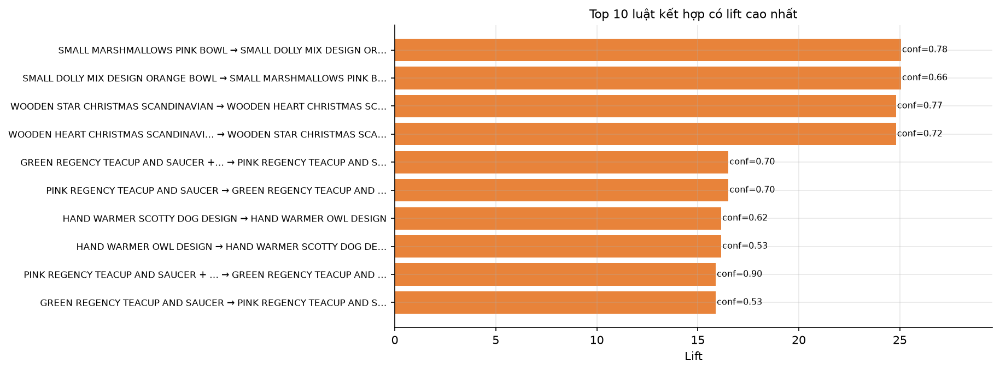 Top 10 luật kết hợp có lift cao nhất
SMALL MARSHMALLOWS PINK BOWL → SMALL DOLLY MIX DESIGN OR... conf=0.78
SMALL DOLLY MIX DESIGN ORANGE BOWL → SMALL MARSHMALLOWS PINK B... conf=0.66
WOODEN STAR CHRISTMAS SCANDINAVIAN → WOODEN HEART CHRISTMAS SC... conf=0.77
WOODEN HEART CHRISTMAS SCANDINAVI... → WOODEN STAR CHRISTMAS SCA... conf=0.72
GREEN REGENCY TEACUP AND SAUCER +... → PINK REGENCY TEACUP AND S... conf=0.70
PINK REGENCY TEACUP AND SAUCER → GREEN REGENCY TEACUP AND ... conf=0.70
HAND WARMER SCOTTY DOG DESIGN → HAND WARMER OWL DESIGN conf=0.62
HAND WARMER OWL DESIGN → HAND WARMER SCOTTY DOG DE... conf=0.53
PINK REGENCY TEACUP AND SAUCER + ... → GREEN REGENCY TEACUP AND ... conf=0.90
GREEN REGENCY TEACUP AND SAUCER → PINK REGENCY TEACUP AND S... conf=0.53
0 5 10 15 20 25
Lift